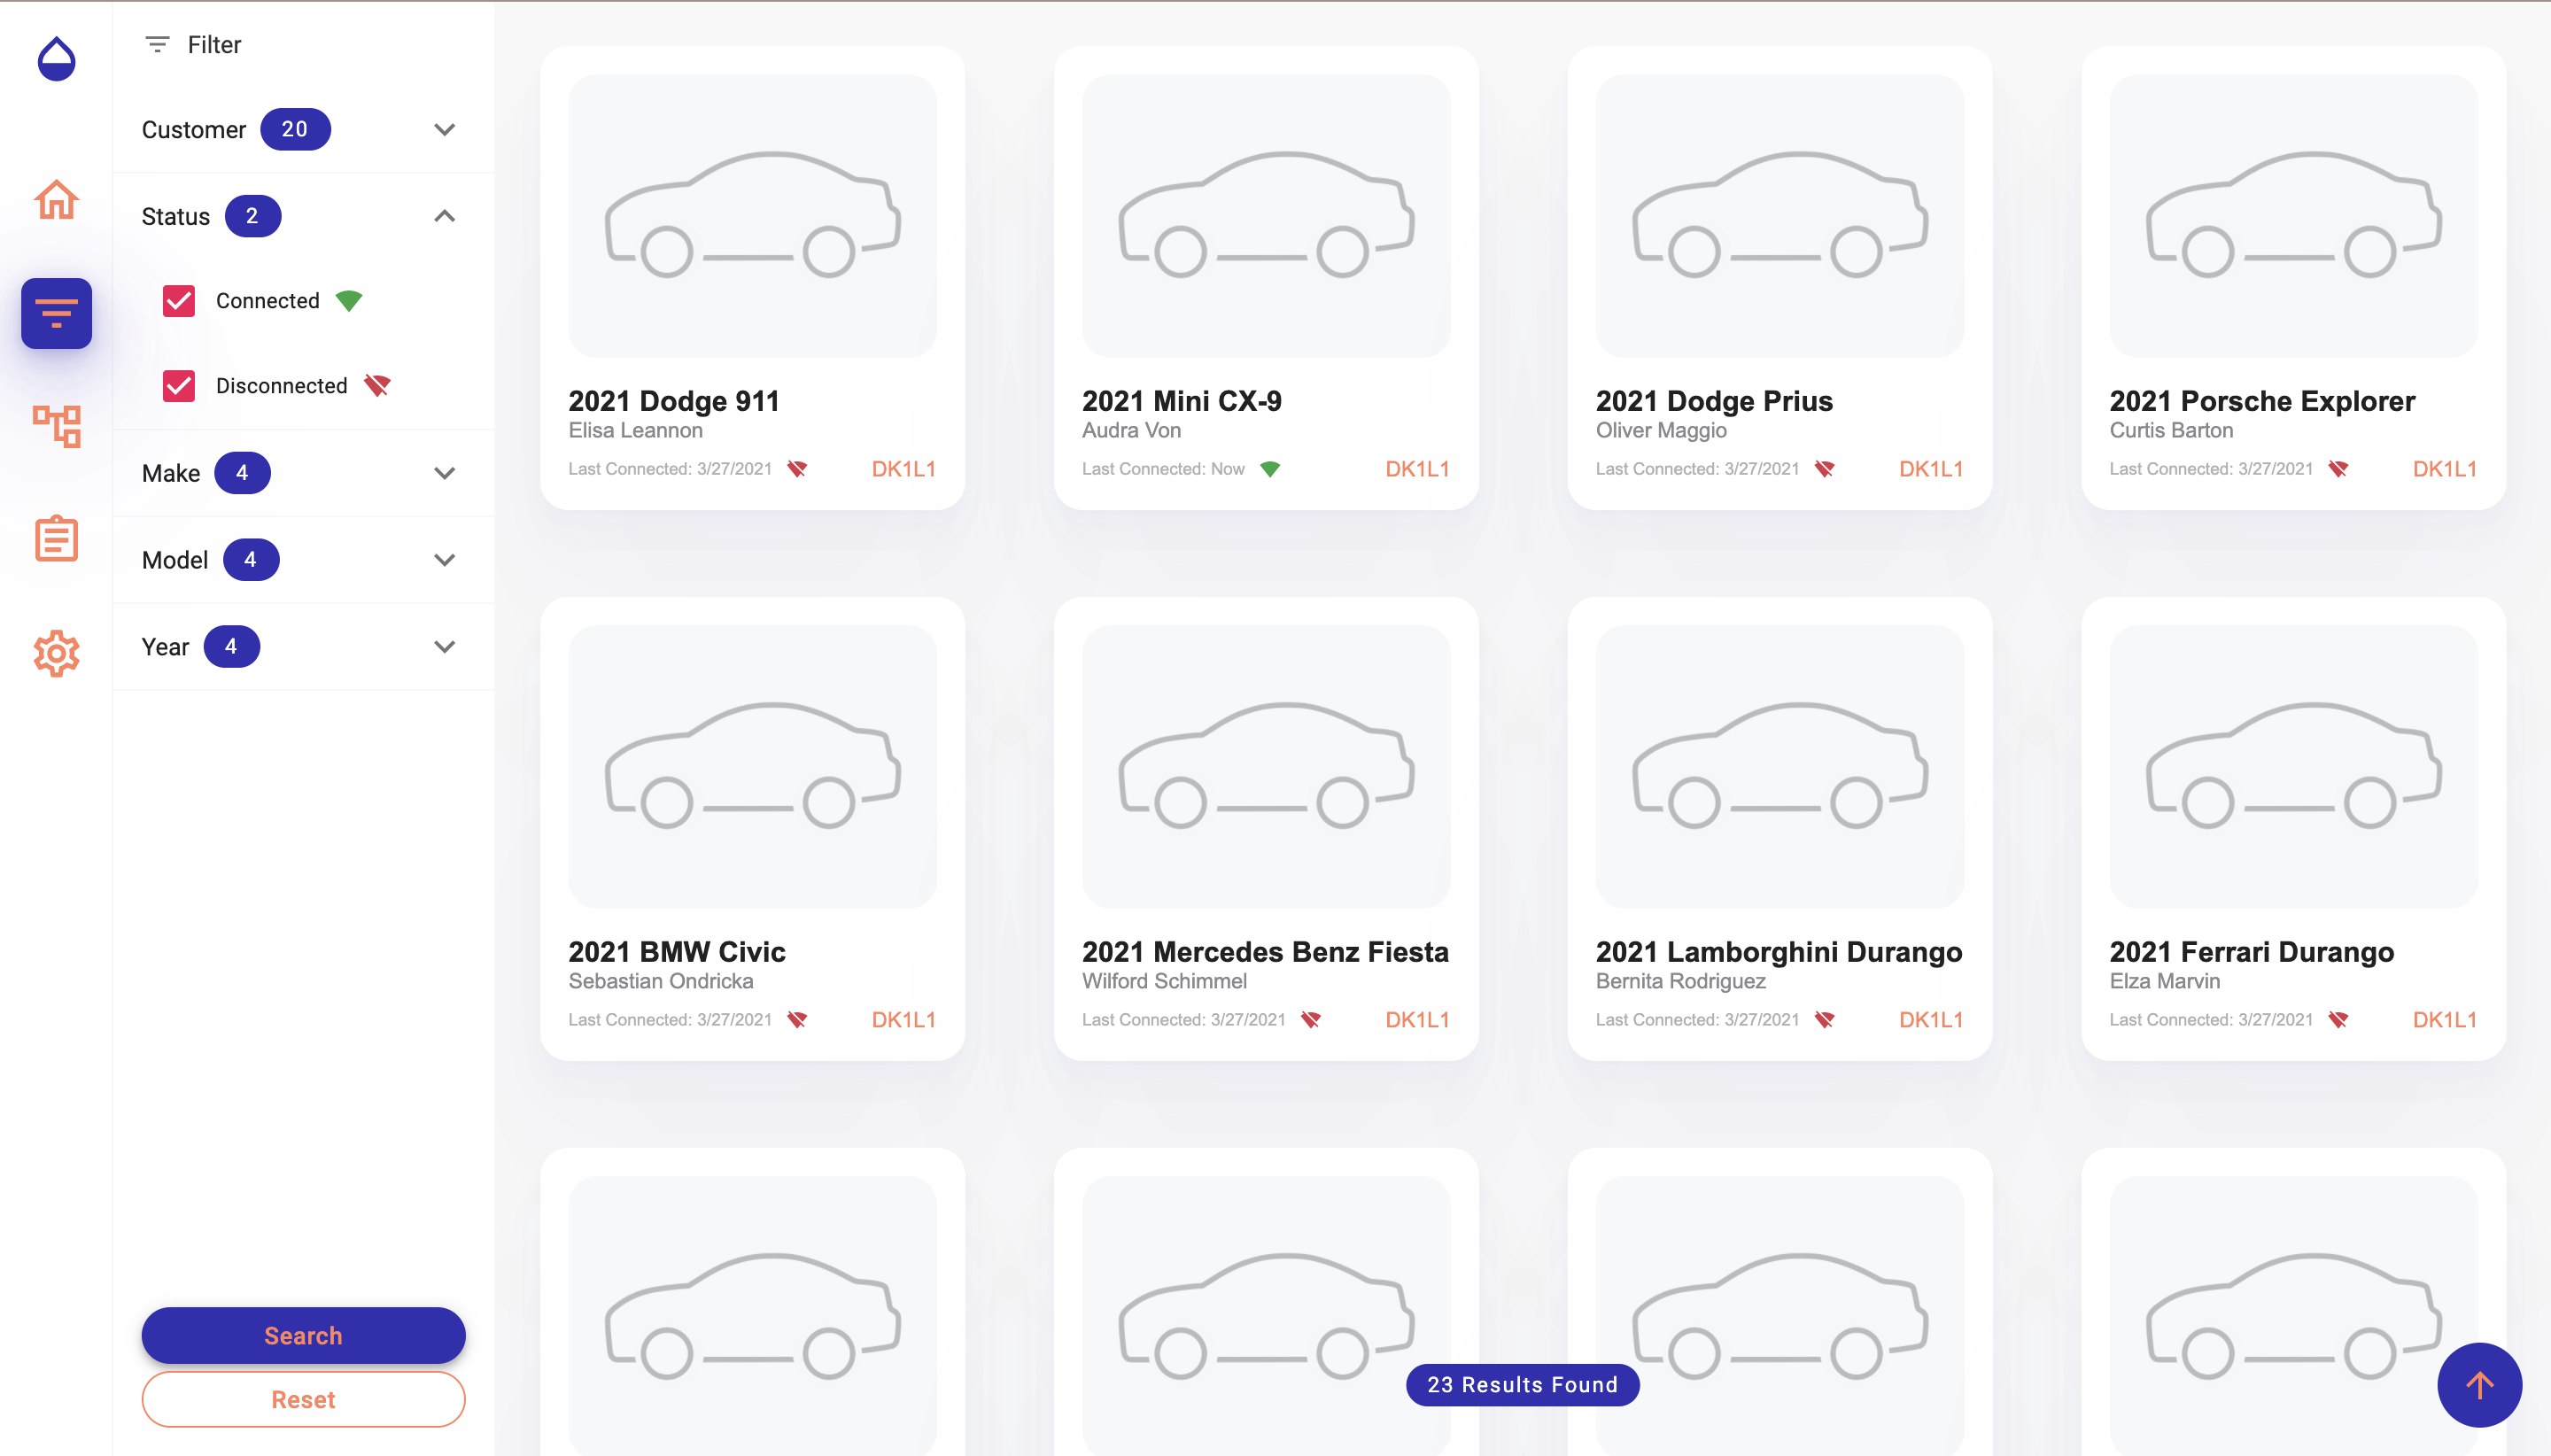 Filter
Customer 20
Status 2
Connected
Disconnected
Make 4
Model 4
Year 4
Search
Reset
2021 Dodge 911
Elisa Leannon
Last Connected: 3/27/2021 DK1L1
2021 Mini CX-9
Audra Von
Last Connected: Now DK1L1
2021 Dodge Prius
Oliver Maggio
Last Connected: 3/27/2021 DK1L1
2021 Porsche Explorer
Curtis Barton
Last Connected: 3/27/2021 DK1L1
2021 BMW Civic
Sebastian Ondricka
Last Connected: 3/27/2021 DK1L1
2021 Mercedes Benz Fiesta
Wilford Schimmel
Last Connected: 3/27/2021 DK1L1
2021 Lamborghini Durango
Bernita Rodriguez
Last Connected: 3/27/2021 DK1L1
2021 Ferrari Durango
Elza Marvin
Last Connected: 3/27/2021 DK1L1
23 Results Found